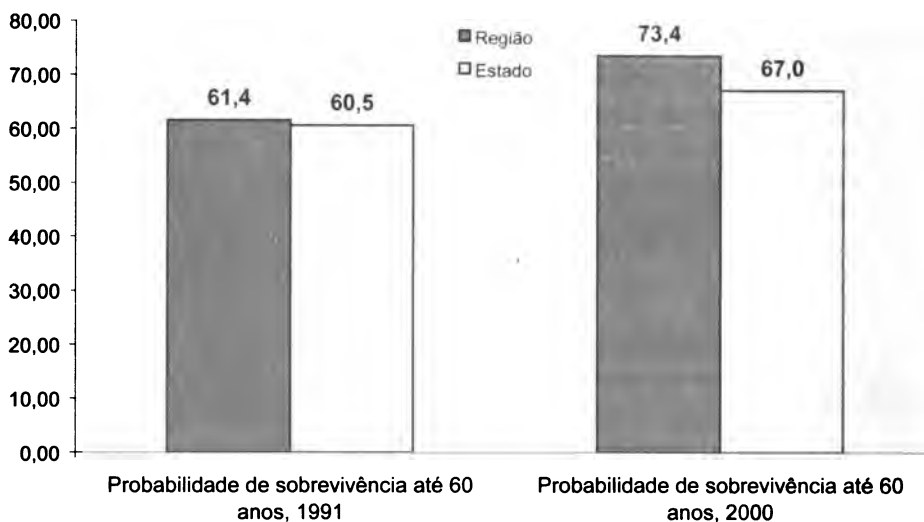 80,00
70,00
60,00
50,00
40,00
30,00
20,00
10,00
0,00
Região
Estado
61,4
60,5
73,4
67,0
Probabilidade de sobrevivência até 60
anos, 1991
Probabilidade de sobrevivência até 60
anos, 2000